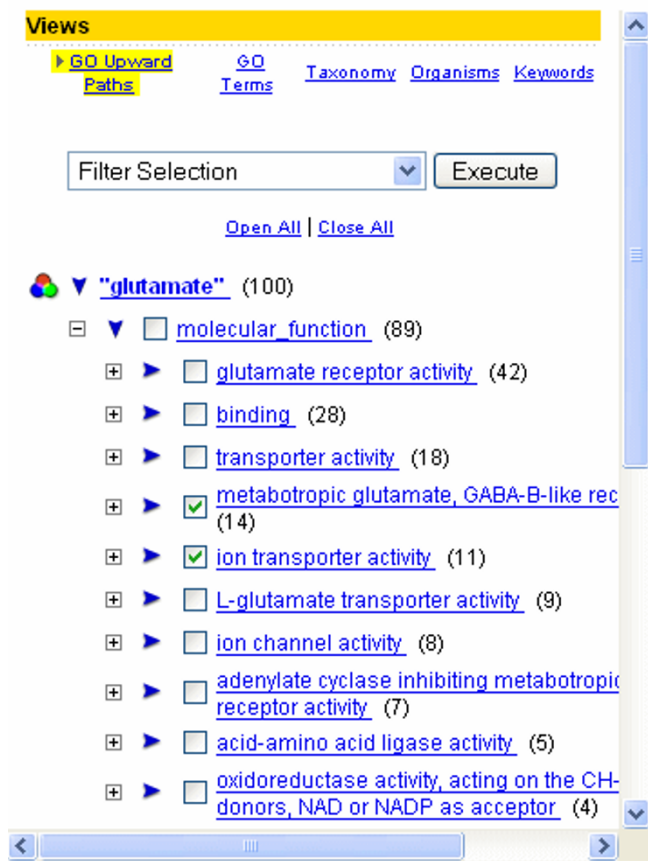 Views
GO Upward Paths GO Terms Taxonomy Organisms Keywords
Filter Selection Execute
Open All | Close All
"glutamate" (100)
molecular_function (89)
glutamate receptor activity (42)
binding (28)
transporter activity (18)
metabotropic glutamate, GABA-B-like rec
(14)
ion transporter activity (11)
L-glutamate transporter activity (9)
ion channel activity (8)
adenylate cyclase inhibiting metabotropic
receptor activity (7)
acid-amino acid ligase activity (5)
oxidoreductase activity, acting on the CH-
donors, NAD or NADP as acceptor (4)